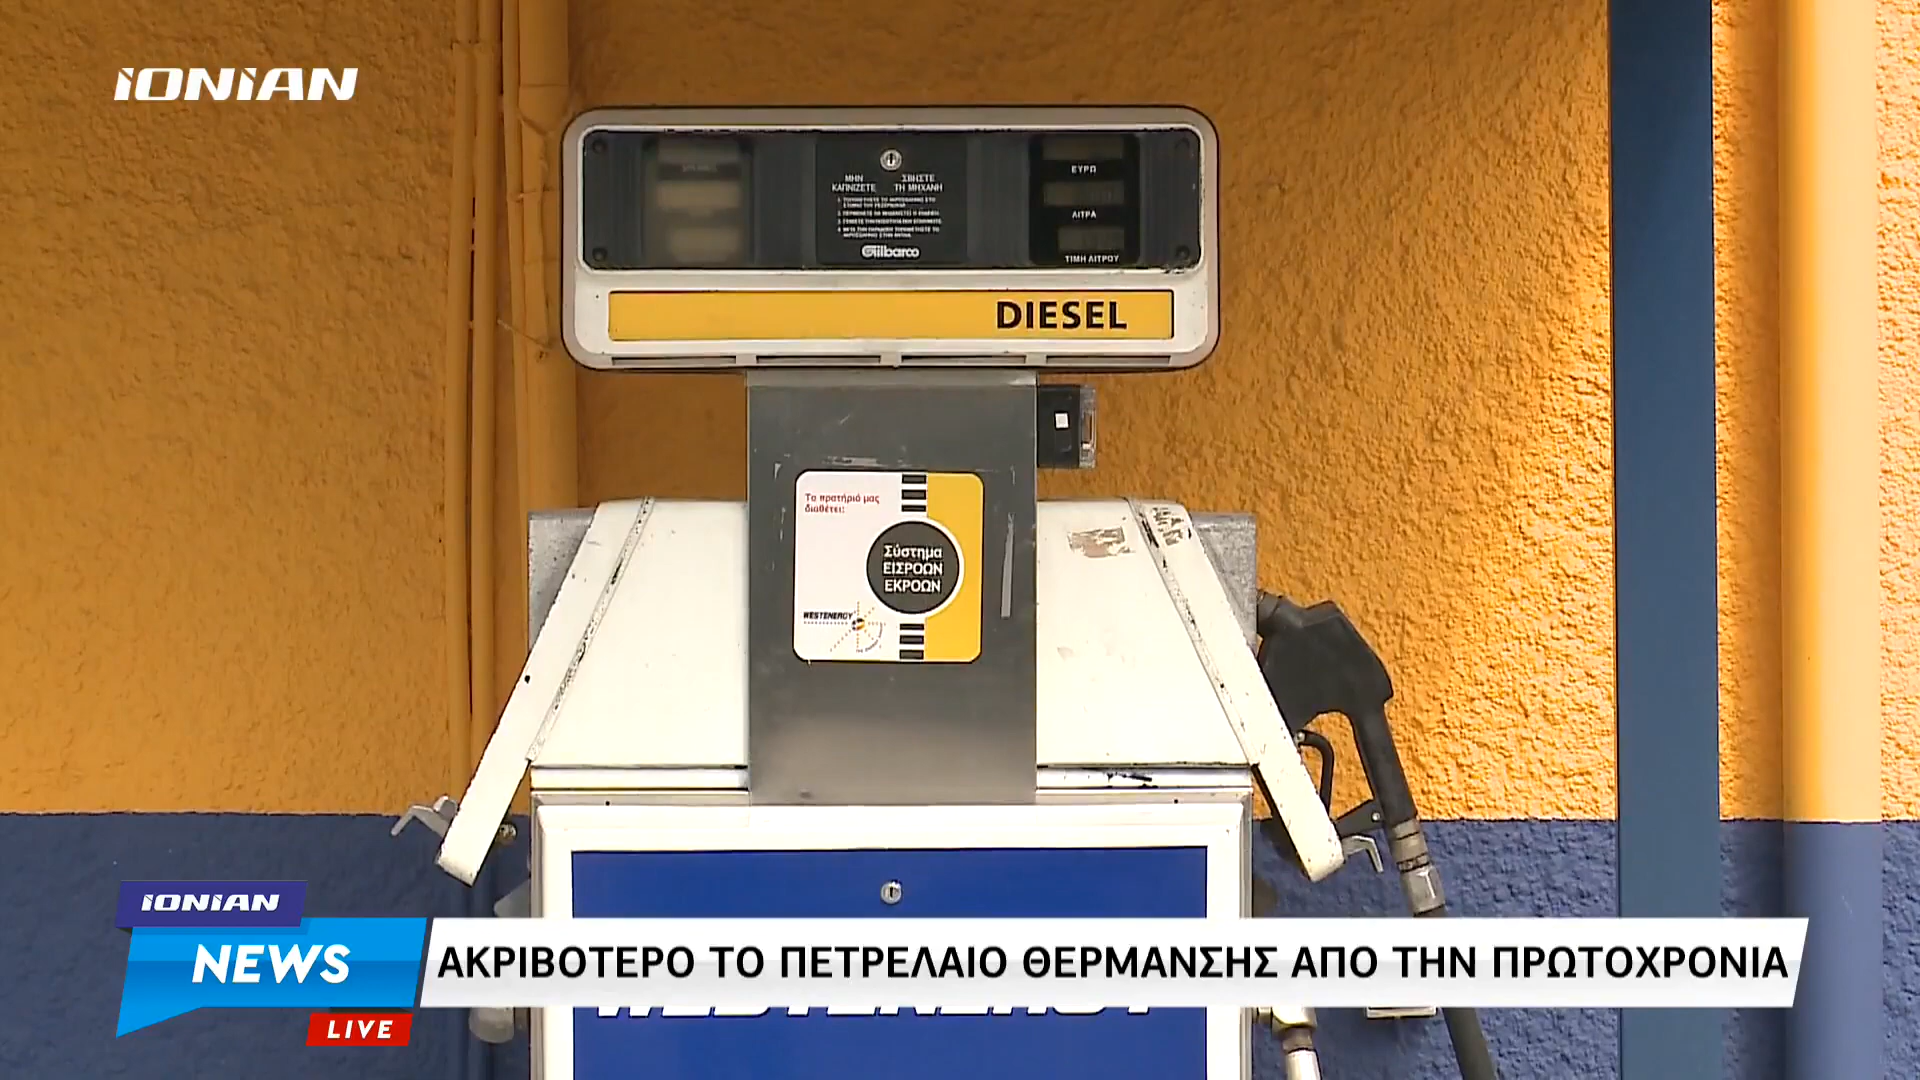 IONIAN
ΕΥΡΩ
ΜΗΝ ΚΑΠΝΙΖΕΤΕ
ΣΒΗΣΤΕ ΤΗ ΜΗΧΑΝΗ
ΛΙΤΡΑ
Gilbarco
ΤΙΜΗ ΛΙΤΡΟΥ
DIESEL
Το πρατήριό μας
διαθέτει:
Σύστημα
ΕΙΣΡΟΩΝ
ΕΚΡΟΩΝ
WESTENERGY
IONIAN
NEWS
ΑΚΡΙΒΟΤΕΡΟ ΤΟ ΠΕΤΡΕΛΑΙΟ ΘΕΡΜΑΝΣΗΣ ΑΠΟ ΤΗΝ ΠΡΩΤΟΧΡΟΝΙΑ
LIVE